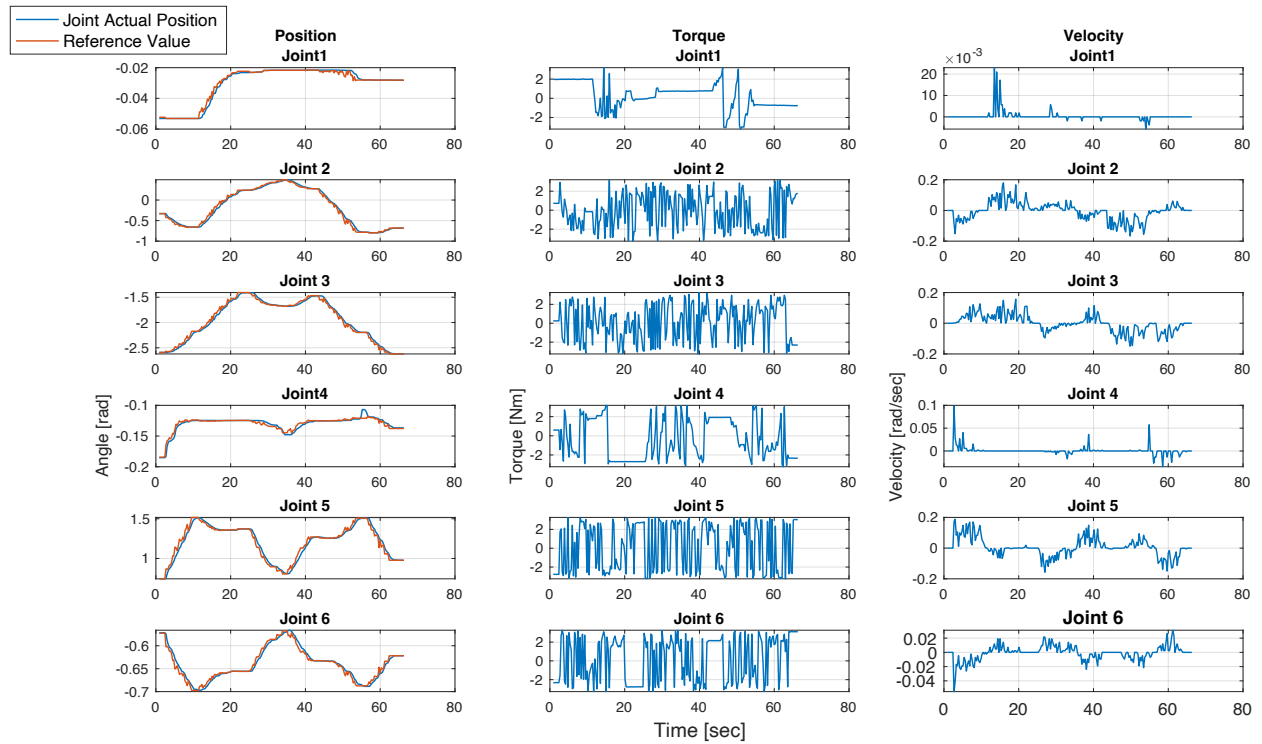 Joint Actual Position
Reference Value
Position
Joint1
-0.02
-0.04
-0.06
0 20 40 60 80
Joint 2
0
-0.5
-1
0 20 40 60 80
Joint 3
-1.5
-2
-2.5
0 20 40 60 80
Joint4
-0.1
-0.15
-0.2
0 20 40 60 80
Joint 5
1.5
1
0 20 40 60 80
Joint 6
-0.6
-0.65
-0.7
0 20 40 60 80
Angle [rad]
Torque
Joint1
2
0
-2
0 20 40 60 80
Joint 2
2
0
-2
0 20 40 60 80
Joint 3
2
0
-2
0 20 40 60 80
Joint 4
2
0
-2
0 20 40 60 80
Joint 5
2
0
-2
0 20 40 60 80
Joint 6
2
0
-2
0 20 40 60 80
Torque [Nm]
Time [sec]
Velocity
Joint1
×10⁻³
20
10
0
0 20 40 60 80
Joint 2
0.2
0
-0.2
0 20 40 60 80
Joint 3
0.2
0
-0.2
0 20 40 60 80
Joint 4
0.1
0.05
0
0 20 40 60 80
Joint 5
0.2
0
-0.2
0 20 40 60 80
Joint 6
0.02
0
-0.02
-0.04
0 20 40 60 80
Velocity [rad/sec]